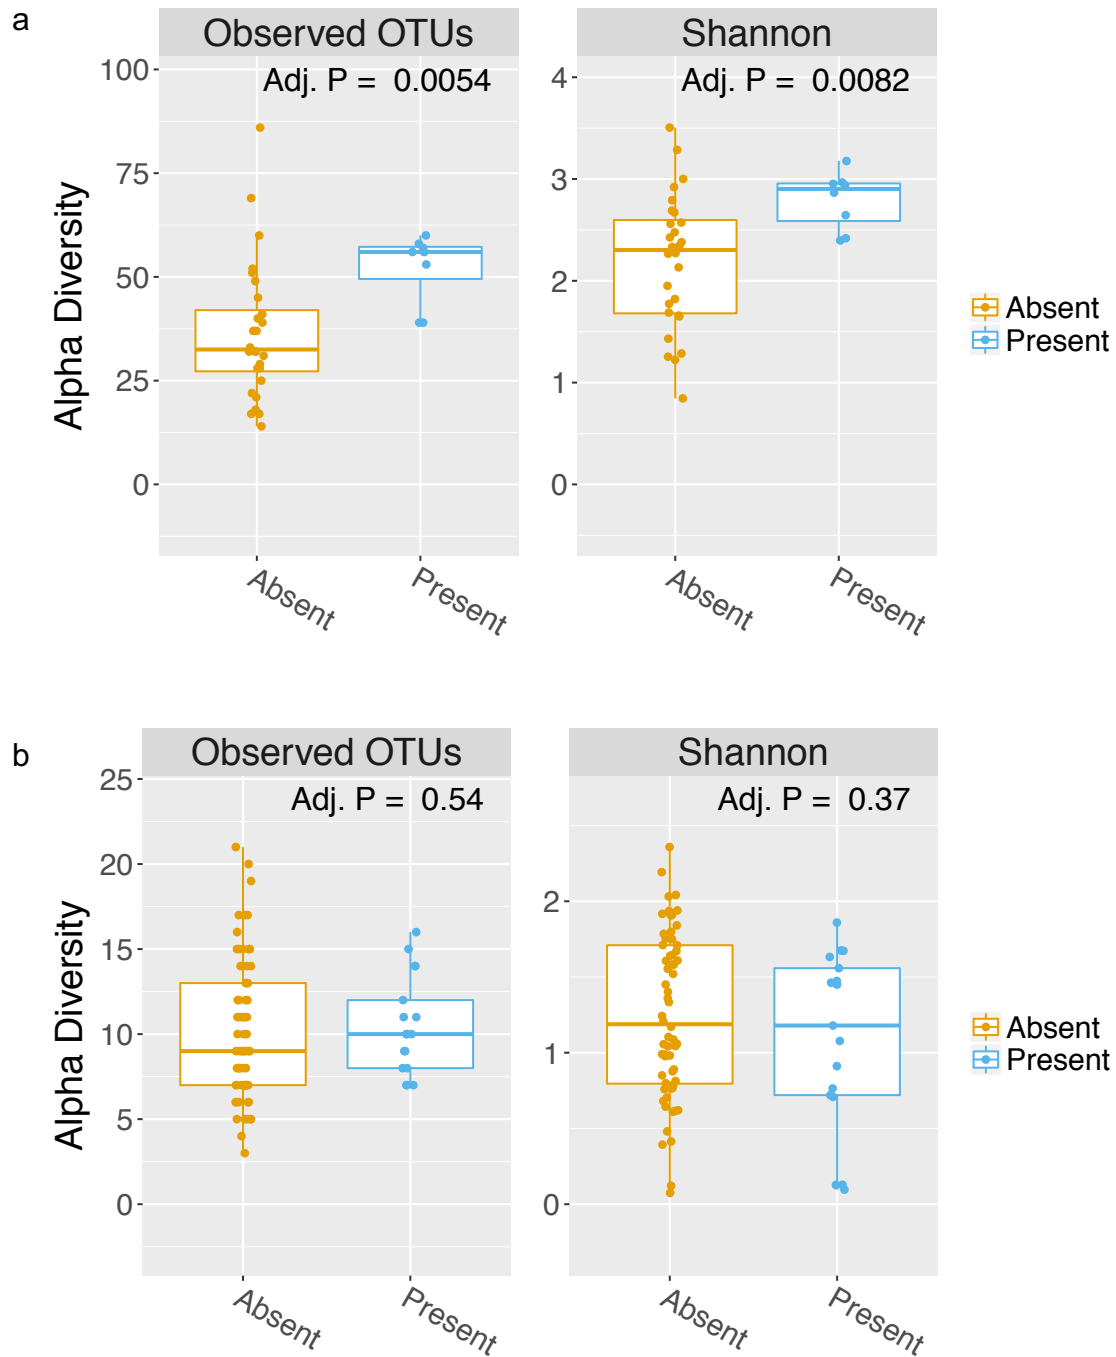 a
Observed OTUs
Shannon
Adj. P = 0.0054
Adj. P = 0.0082
Alpha Diversity
100
75
50
25
0
4
3
2
1
0
Absent
Present
Absent
Present
Absent
Present
b
Observed OTUs
Shannon
Adj. P = 0.54
Adj. P = 0.37
Alpha Diversity
25
20
15
10
5
0
2
1
0
Absent
Present
Absent
Present
Absent
Present